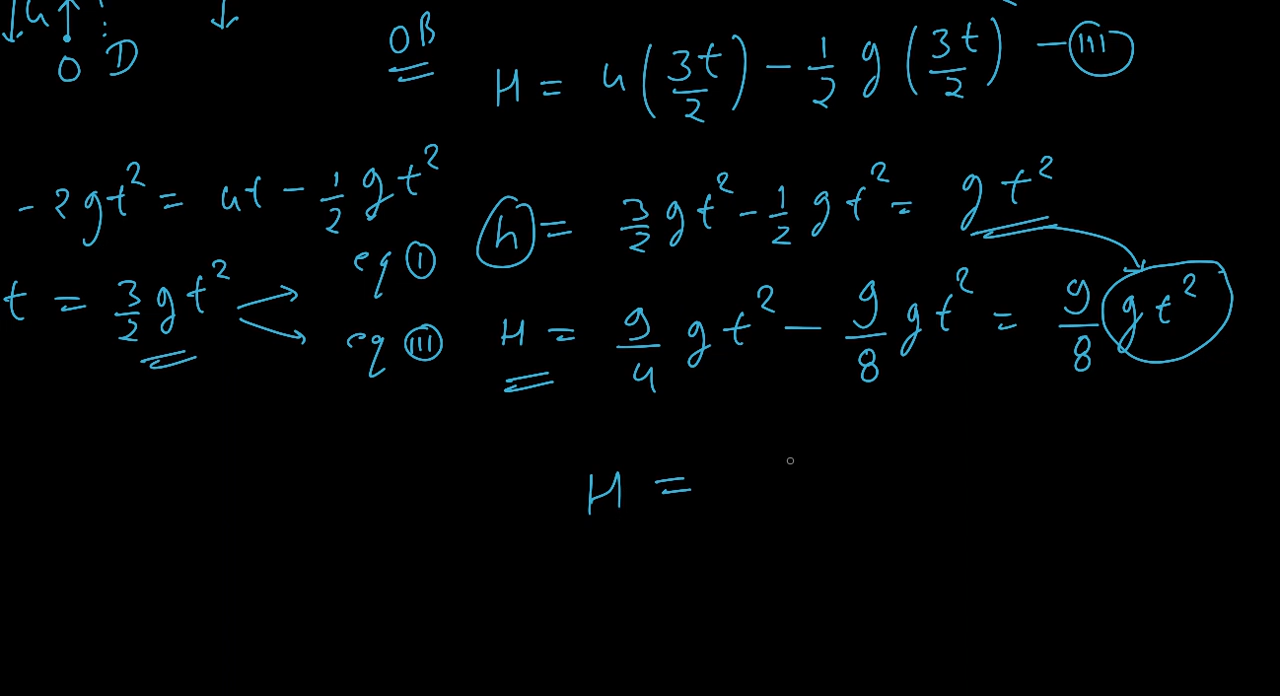 u
O D
OB
H = u(3t/2) - 1/2 g(3t/2) - III
- 2gt² = ut - 1/2 gt²
eq I
h = 3/2 gt² - 1/2 gt² = gt²
t = 3/2 gt²
eq III
H = 9/4 gt² - 9/8 gt² = 9/8 gt²
H =